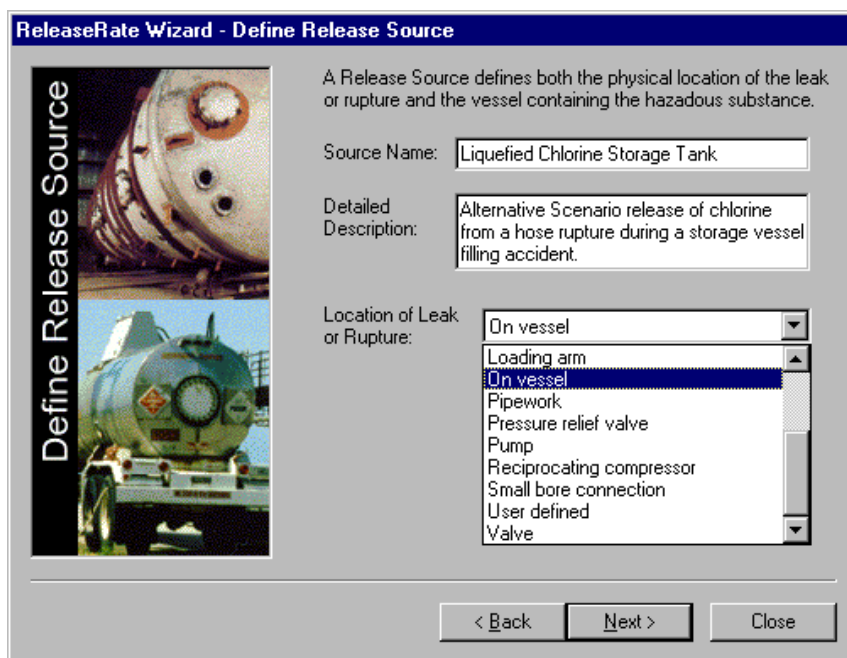 ReleaseRate Wizard - Define Release Source
Define Release Source
A Release Source defines both the physical location of the leak
or rupture and the vessel containing the hazadous substance.
Source Name:
Liquefied Chlorine Storage Tank
Detailed
Description:
Alternative Scenario release of chlorine
from a hose rupture during a storage vessel
filling accident.
Location of Leak
or Rupture:
On vessel
Loading arm
On vessel
Pipework
Pressure relief valve
Pump
Reciprocating compressor
Small bore connection
User defined
Valve
< Back
Next >
Close